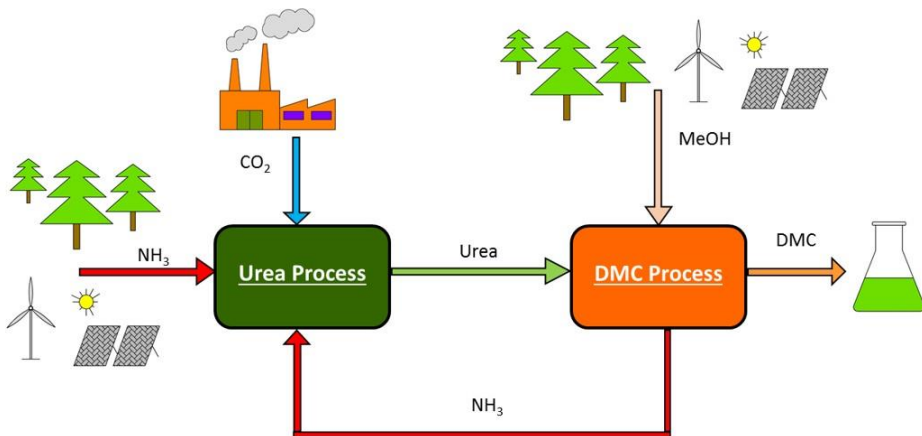 CO₂
MeOH
NH₃
Urea Process
Urea
DMC Process
DMC
NH₃